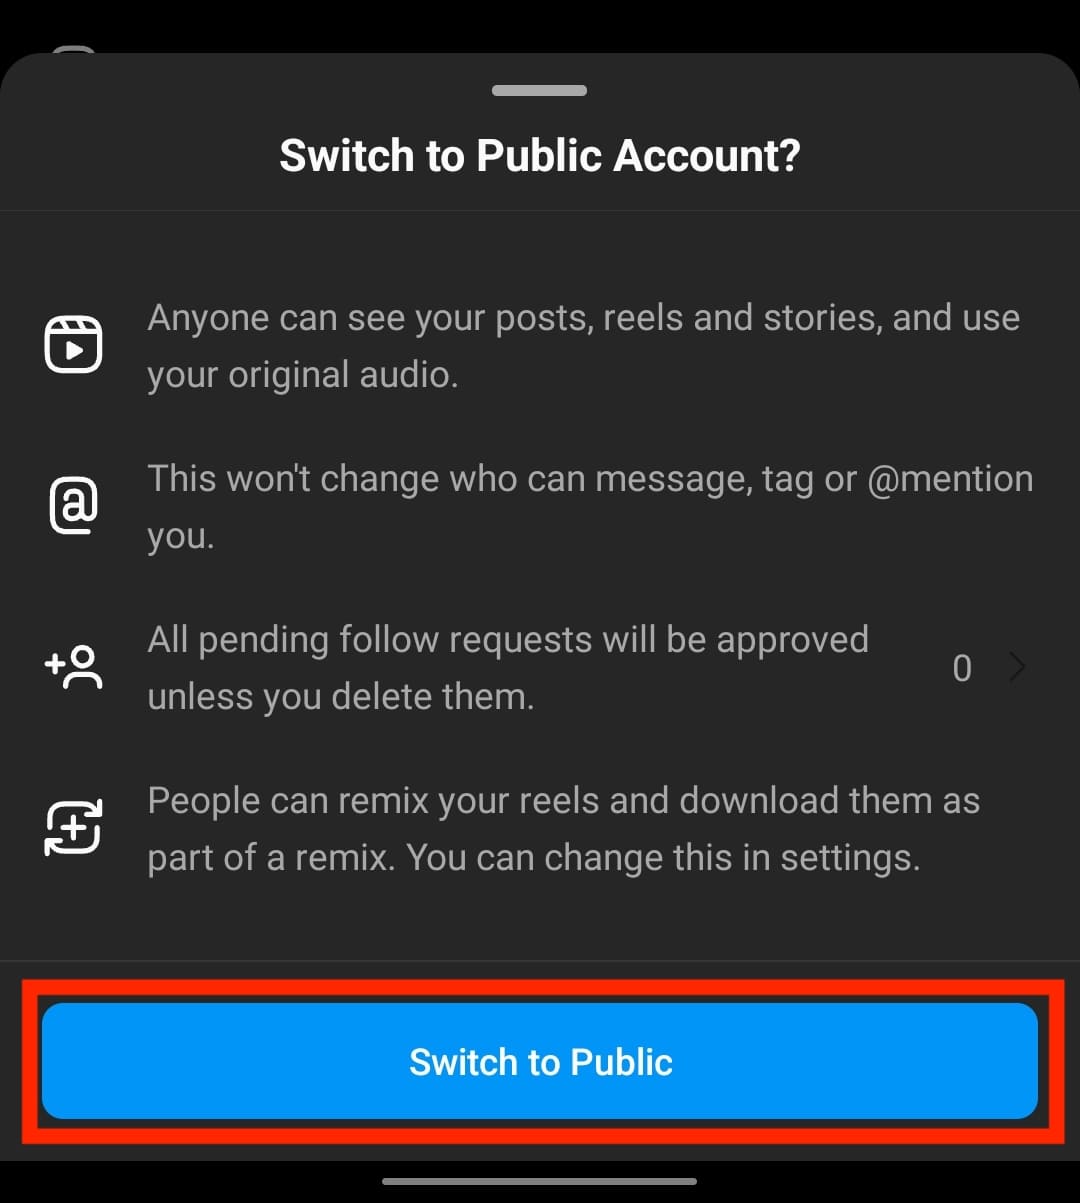 Switch to Public Account?
Anyone can see your posts, reels and stories, and use
your original audio.
This won't change who can message, tag or @mention
you.
All pending follow requests will be approved
unless you delete them.
0
People can remix your reels and download them as
part of a remix. You can change this in settings.
Switch to Public